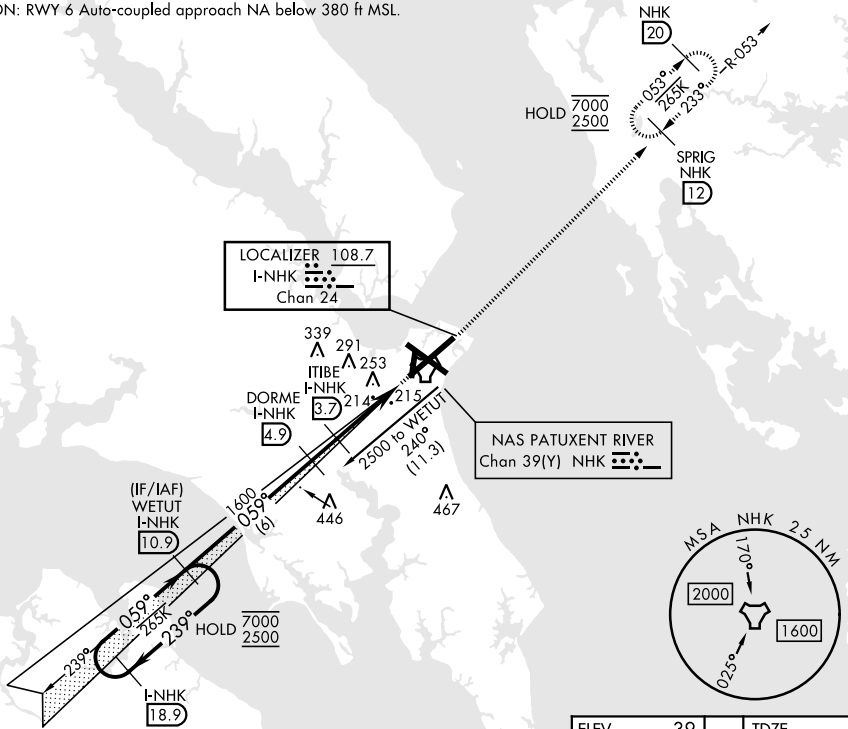 ON: RWY 6 Auto-coupled approach NA below 380 ft MSL.
NHK
20
R-053
053°
265K
233°
HOLD 7000
2500
SPRIG
NHK
12
LOCALIZER 108.7
I-NHK
Chan 24
339
291
253
ITIBE
I-NHK
3.7
214
215
DORME
I-NHK
4.9
2500 to WETUT
240°
(11.3)
NAS PATUXENT RIVER
Chan 39(Y) NHK
(IF/IAF)
WETUT
I-NHK
10.9
1600
059°
(6)
446
467
059°
265K
239°
HOLD 7000
2500
239°
I-NHK
18.9
MSA NHK 25 NM
170°
2000
1600
025°
ELEV 39
TDZE